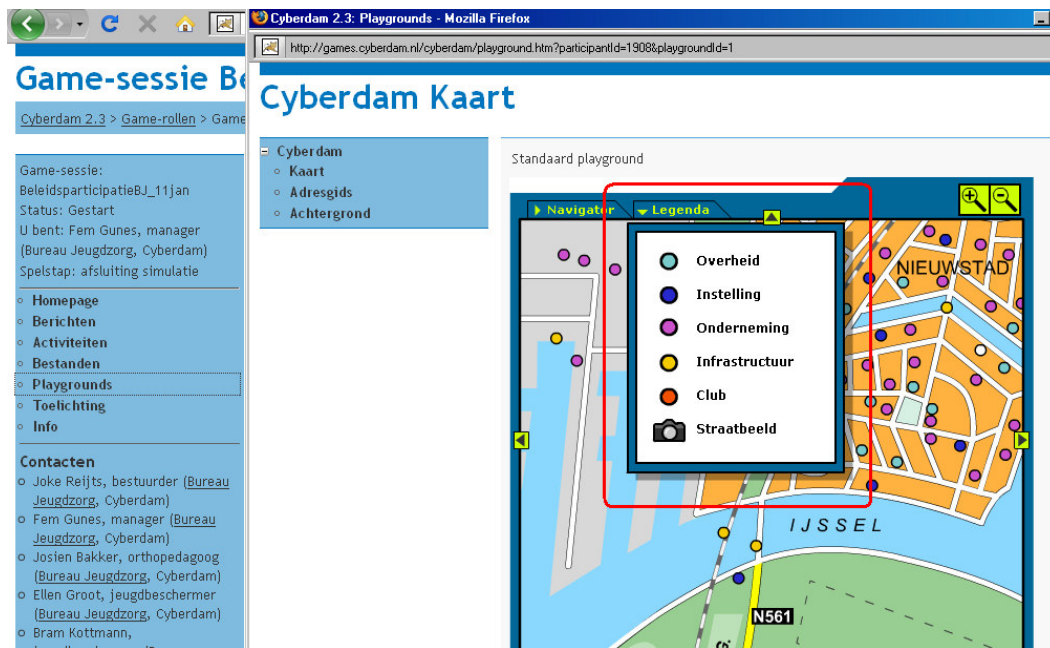 Cyberdam 2.3: Playgrounds - Mozilla Firefox
http://games.cyberdam.nl/cyberdam/playground.htm?participantId=1908&playgroundId=1
Game-sessie Be
Cyberdam 2.3 > Game-rollen > Game
Game-sessie:
BeleidsparticipatieBJ_11jan
Status: Gestart
U bent: Fem Gunes, manager
(Bureau Jeugdzorg, Cyberdam)
Spelstap: afsluiting simulatie
Homepage
Berichten
Activiteiten
Bestanden
Playgrounds
Toelichting
Info
Contacten
Joke Reijts, bestuurder (Bureau
Jeugdzorg, Cyberdam)
Fem Gunes, manager (Bureau
Jeugdzorg, Cyberdam)
Josien Bakker, orthopedagoog
(Bureau Jeugdzorg, Cyberdam)
Ellen Groot, jeugdbeschermer
(Bureau Jeugdzorg, Cyberdam)
Bram Kottmann,
Cyberdam Kaart
Cyberdam
Kaart
Adresgids
Achtergrond
Standaard playground
Navigator
Legenda
Overheid
Instelling
Onderneming
Infrastructuur
Club
Straatbeeld
NIEUWSTAD
IJSSEL
N561